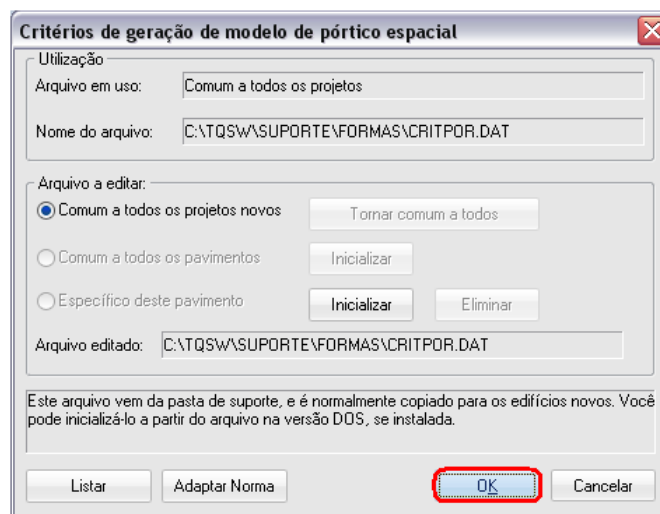 Critérios de geração de modelo de pórtico espacial
Utilização
Arquivo em uso: Comum a todos os projetos
Nome do arquivo: C:\TQSW\SUPORTE\FORMAS\CRITPOR.DAT
Arquivo a editar:
Comum a todos os projetos novos Tornar comum a todos
Comum a todos os pavimentos Inicializar
Específico deste pavimento Inicializar Eliminar
Arquivo editado: C:\TQSW\SUPORTE\FORMAS\CRITPOR.DAT
Este arquivo vem da pasta de suporte, e é normalmente copiado para os edifícios novos. Você
pode inicializá-lo a partir do arquivo na versão DOS, se instalada.
Listar Adaptar Norma OK Cancelar